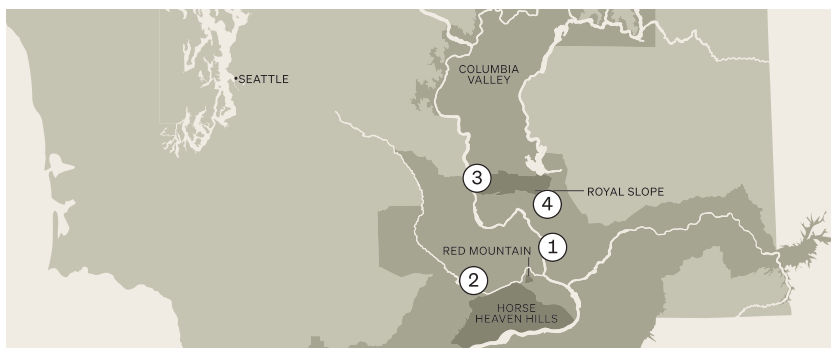 COLUMBIA
VALLEY
•SEATTLE
3
ROYAL SLOPE
4
1
RED MOUNTAIN
2
HORSE
HEAVEN HILLS